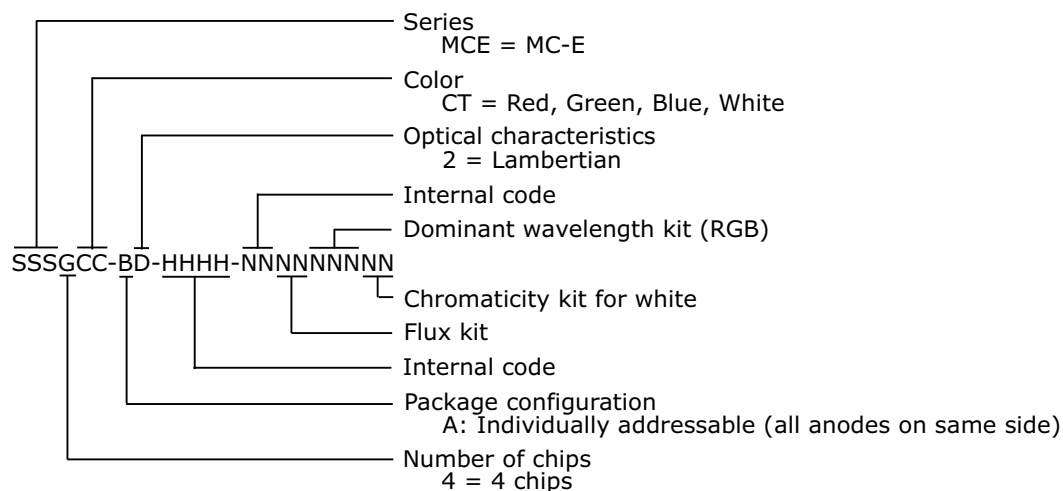 Series
MCE = MC-E
Color
CT = Red, Green, Blue, White
Optical characteristics
2 = Lambertian
Internal code
Dominant wavelength kit (RGB)
SSSGCC-BD-HHHH-NNNNNNNNN
Chromaticity kit for white
Flux kit
Internal code
Package configuration
A: Individually addressable (all anodes on same side)
Number of chips
4 = 4 chips